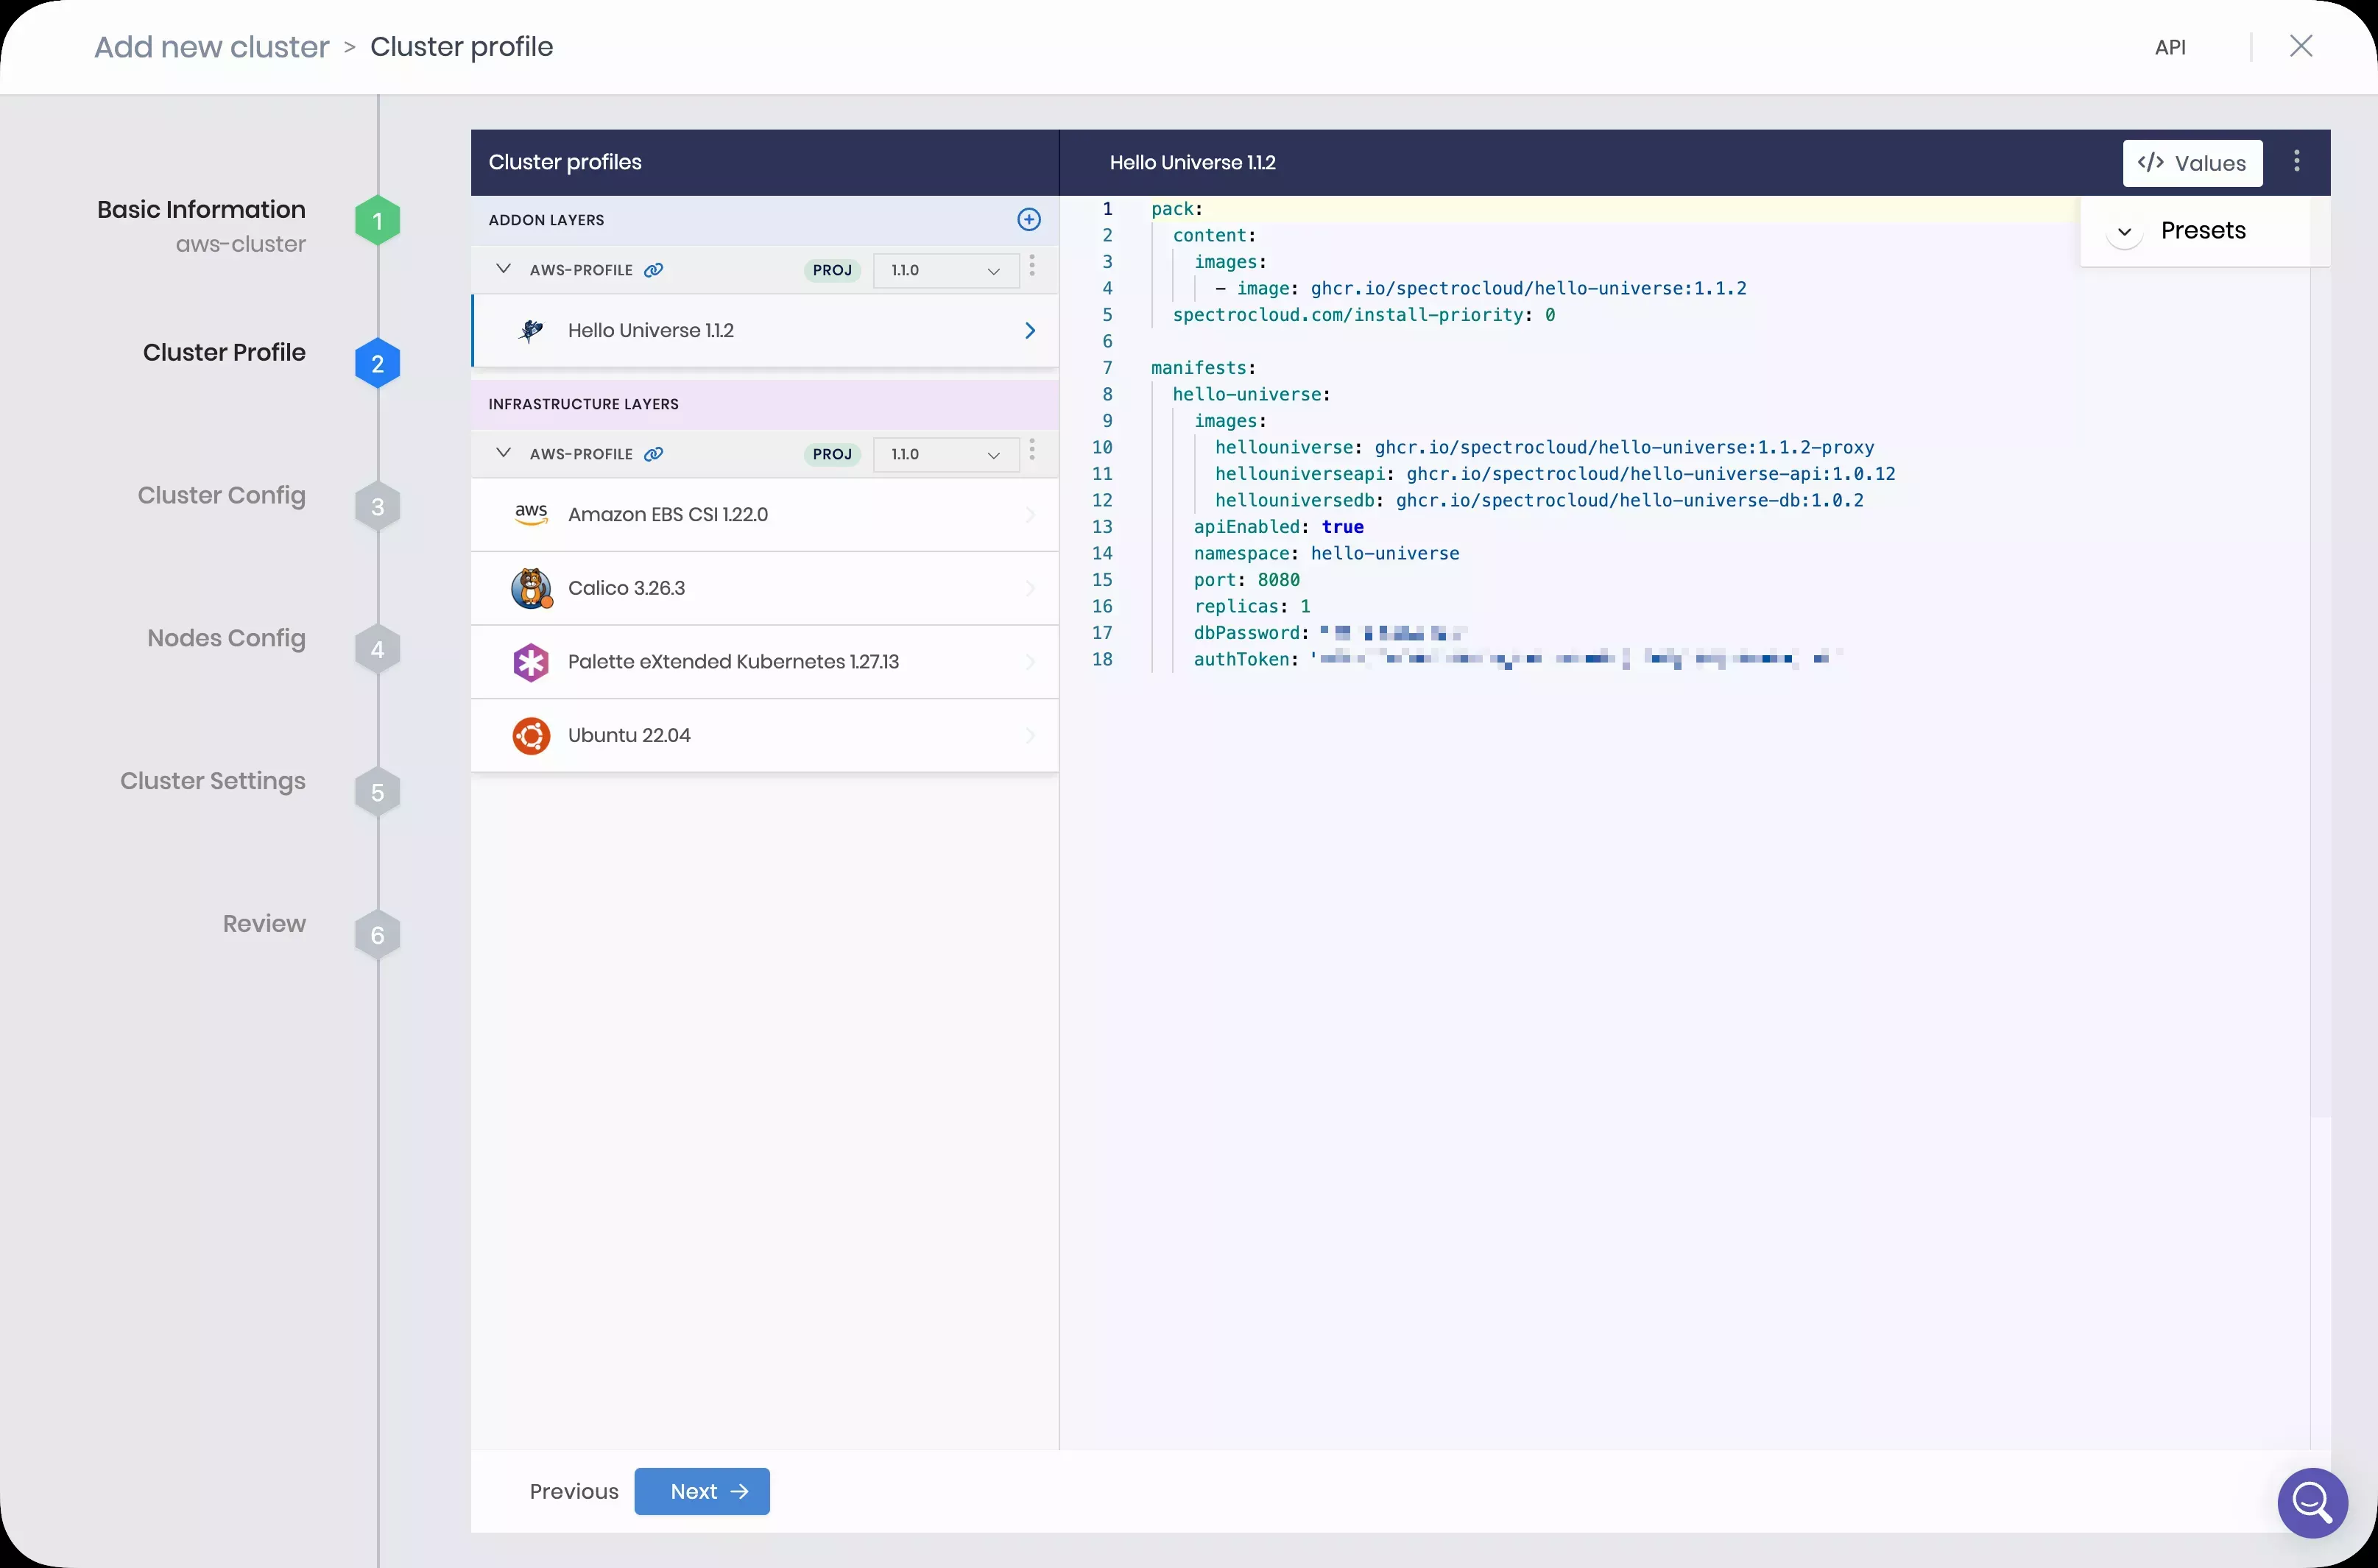 Add new cluster > Cluster profile
API
Basic Information
aws-cluster
1
Cluster Profile
2
Cluster Config
3
Nodes Config
4
Cluster Settings
5
Review
6
Cluster profiles
ADDON LAYERS
AWS-PROFILE PROJ 1.1.0
Hello Universe 1.1.2
INFRASTRUCTURE LAYERS
AWS-PROFILE PROJ 1.1.0
aws Amazon EBS CSI 1.22.0
Calico 3.26.3
Palette eXtended Kubernetes 1.27.13
Ubuntu 22.04
Hello Universe 1.1.2
</> Values
Presets
1 pack:
2 content:
3 images:
4 - image: ghcr.io/spectrocloud/hello-universe:1.1.2
5 spectrocloud.com/install-priority: 0
6
7 manifests:
8 hello-universe:
9 images:
10 hellouniverse: ghcr.io/spectrocloud/hello-universe:1.1.2-proxy
11 hellouniverseapi: ghcr.io/spectrocloud/hello-universe-api:1.0.12
12 hellouniversedb: ghcr.io/spectrocloud/hello-universe-db:1.0.2
13 apiEnabled: true
14 namespace: hello-universe
15 port: 8080
16 replicas: 1
17 dbPassword:
18 authToken: '
Previous
Next →